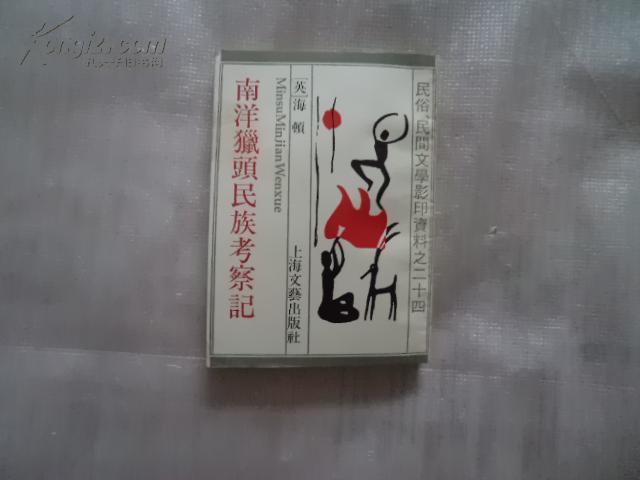 民俗、民間文學影印資料之二十四
[英]海頓
MinsuMinjianWenxue
上海文藝出版社
南洋獵頭民族考察記
Kongfz.com